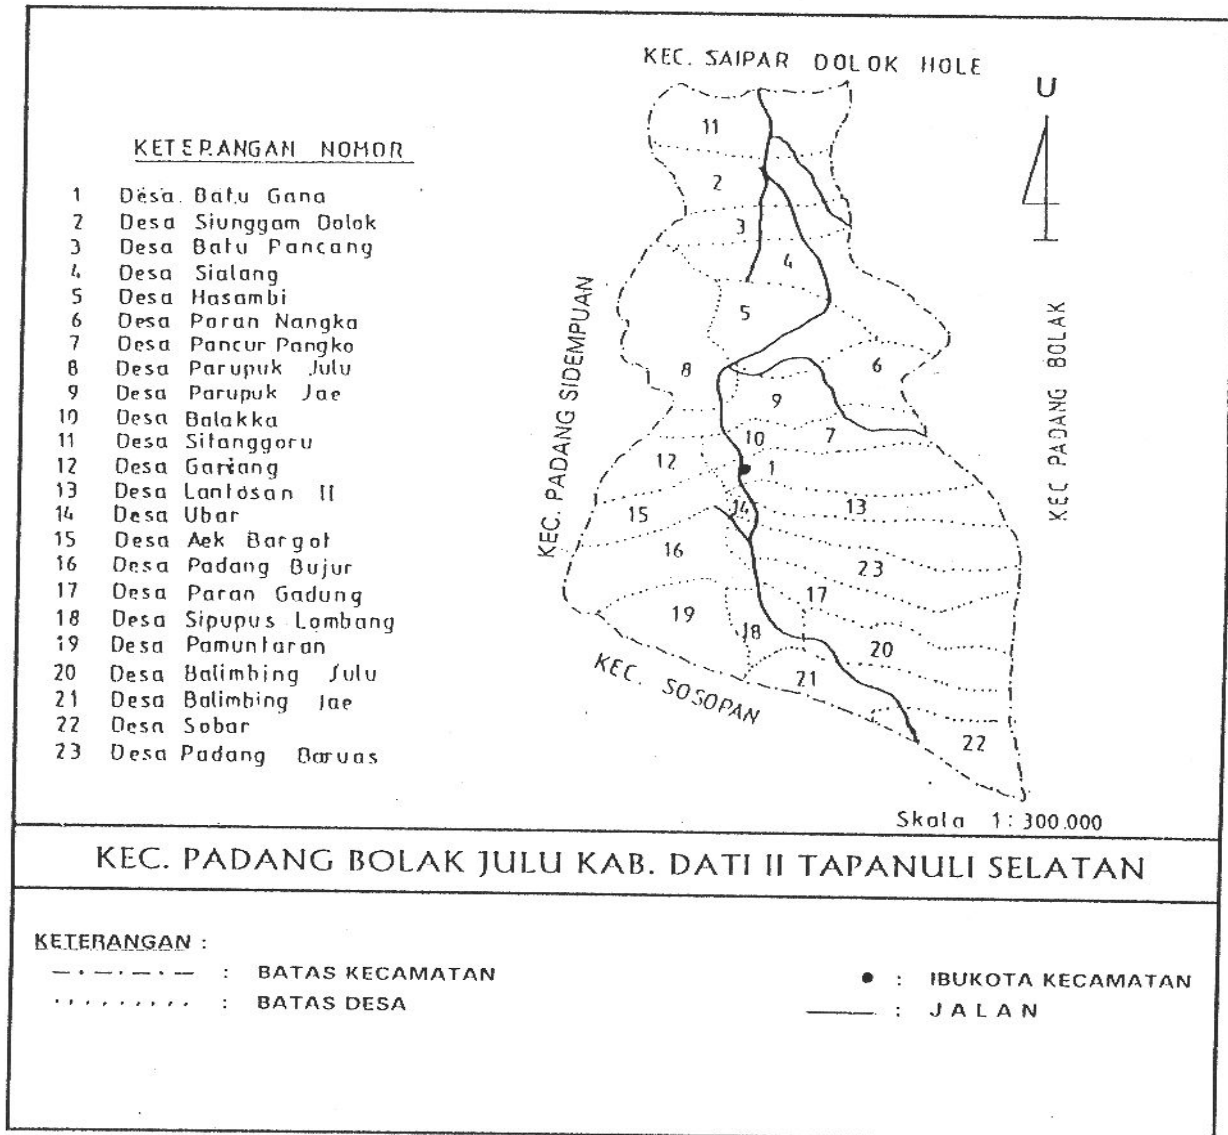 KEC. SAIPAR DOLOK HOLE
U
KETERANGAN NOMOR
1 Desa Batu Gana
2 Desa Siunggam Dolok
3 Desa Batu Pancang
4 Desa Sialang
5 Desa Hasambi
6 Desa Paran Nangka
7 Desa Pancur Pangko
8 Desa Parupuk Julu
9 Desa Parupuk Jae
10 Desa Balakka
11 Desa Sitanggoru
12 Desa Gariang
13 Desa Lantosan II
14 Desa Ubar
15 Desa Aek Bargot
16 Desa Padang Bujur
17 Desa Paran Gadung
18 Desa Sipupus Lombang
19 Desa Pamuntaran
20 Desa Balimbing Julu
21 Desa Balimbing Jae
22 Desa Sobar
23 Desa Padang Baruas
11
2
3
4
5
6
8
9
7
10
12
1
13
14
15
16
23
17
19
18
20
21
22
KEC. PADANG SIDEMPUAN
KEC PADANG BOLAK
KEC. SOSOPAN
Skala 1: 300.000
KEC. PADANG BOLAK JULU KAB. DATI II TAPANULI SELATAN
KETERANGAN :
: BATAS KECAMATAN
: BATAS DESA
: IBUKOTA KECAMATAN
: JALAN